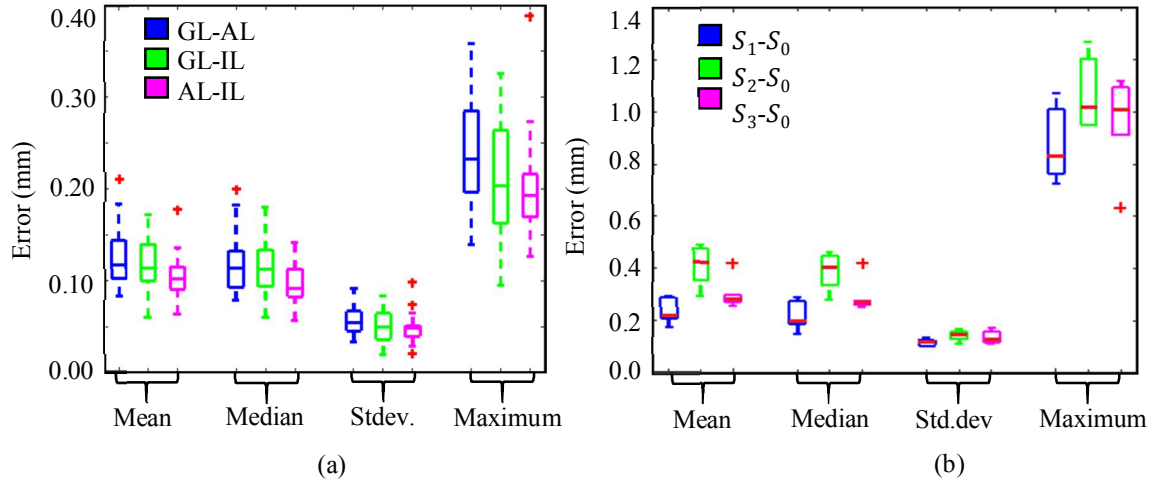 0.40
0.30
0.20
0.10
0.00
Error (mm)
GL-AL
GL-IL
AL-IL
Mean Median Stdev. Maximum
(a)
1.4
1.2
1.0
0.8
0.6
0.4
0.2
0.0
Error (mm)
S₁-S₀
S₂-S₀
S₃-S₀
Mean Median Std.dev Maximum
(b)